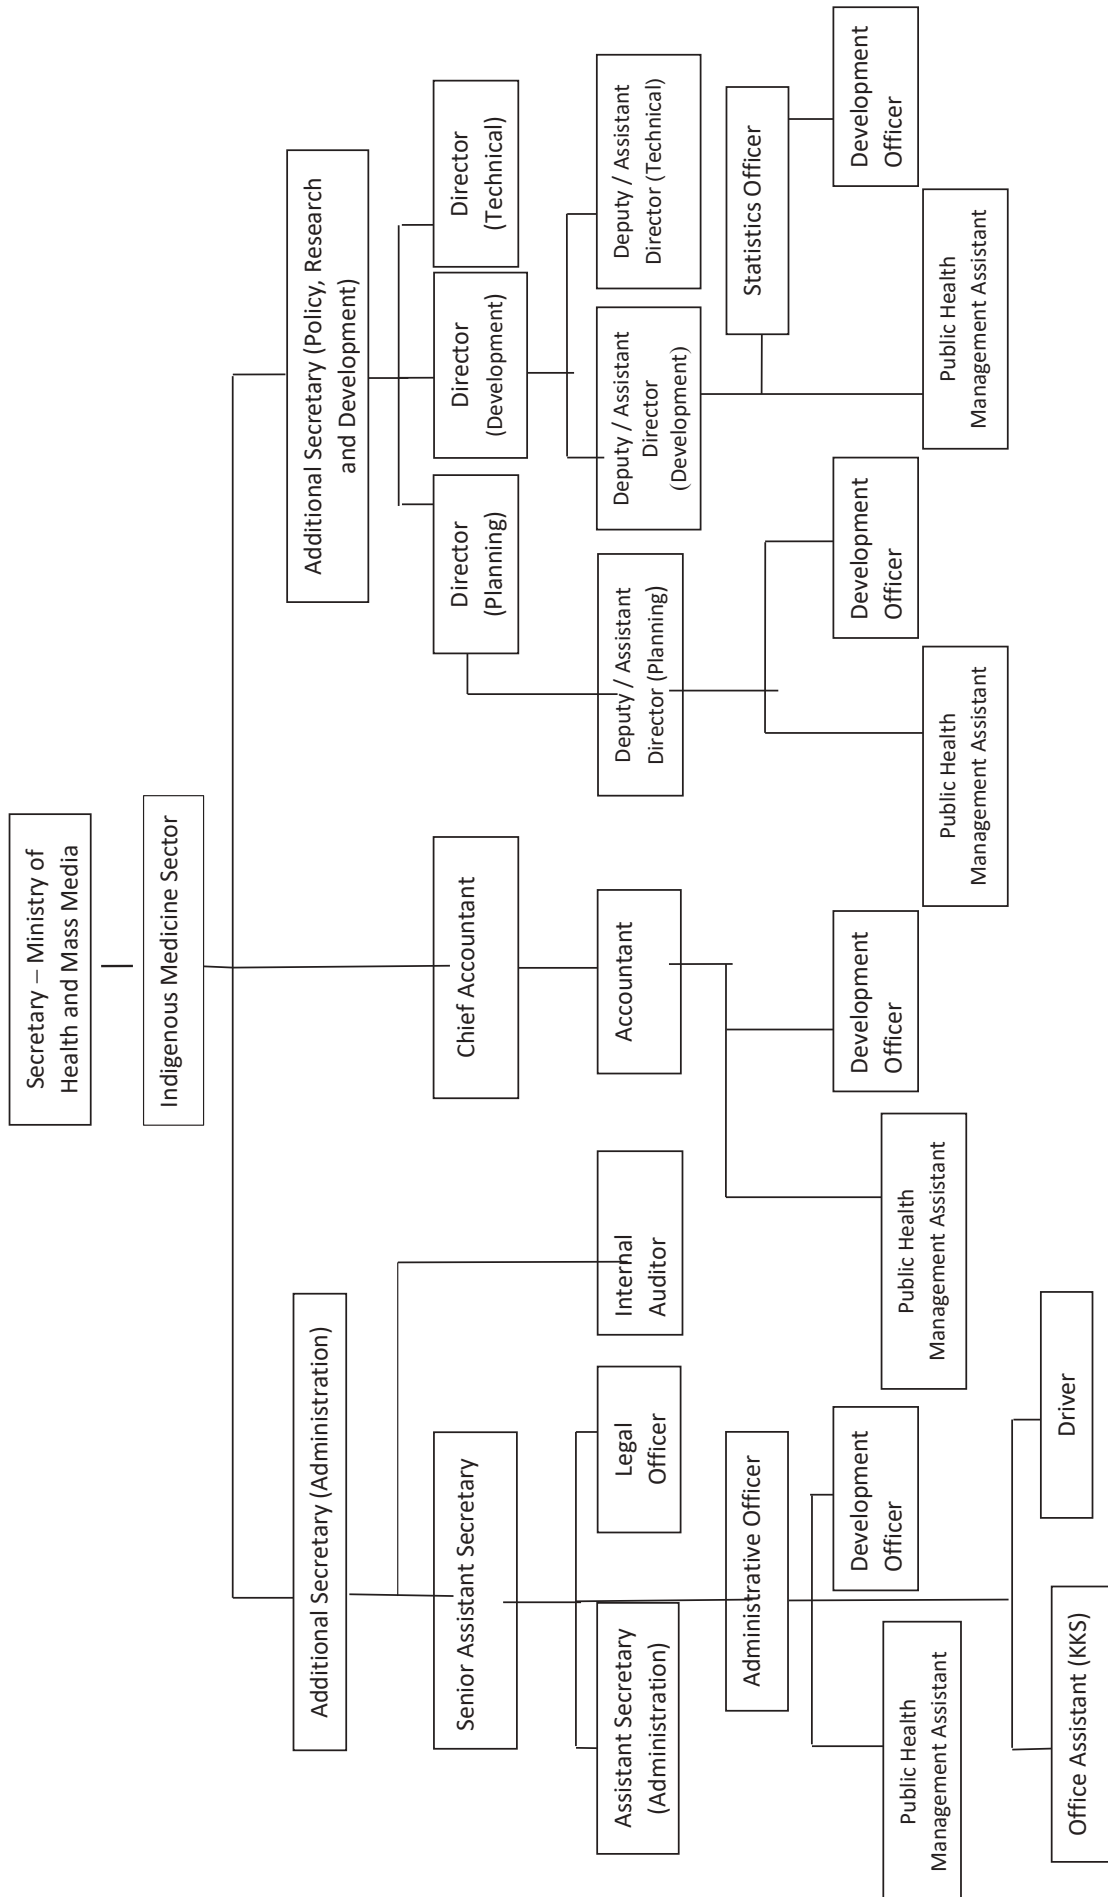 Secretary – Ministry of
Health and Mass Media
Indigenous Medicine Sector
Additional Secretary (Administration)
Additional Secretary (Policy, Research
and Development)
Senior Assistant Secretary
Chief Accountant
Director
(Planning)
Director
(Development)
Director
(Technical)
Assistant Secretary
(Administration)
Legal
Officer
Internal
Auditor
Accountant
Deputy / Assistant
Director (Planning)
Deputy / Assistant
Director
(Development)
Deputy / Assistant
Director (Technical)
Administrative Officer
Statistics Officer
Public Health
Management Assistant
Development
Officer
Public Health
Management Assistant
Development
Officer
Public Health
Management Assistant
Development
Officer
Public Health
Management Assistant
Development
Officer
Office Assistant (KKS)
Driver